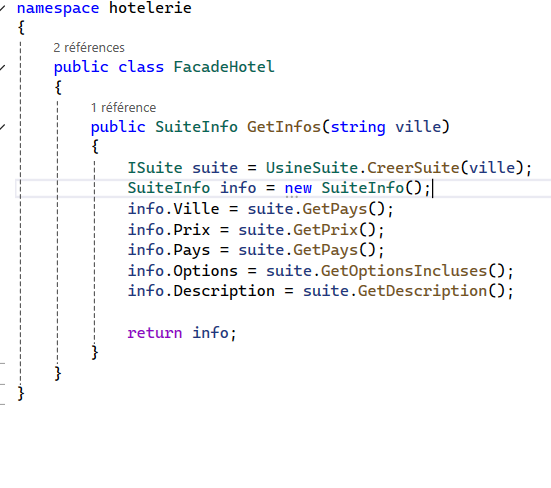 namespace hotelerie
{
2 références
public class FacadeHotel
{
1 référence
public SuiteInfo GetInfos(string ville)
{
ISuite suite = UsineSuite.CreerSuite(ville);
SuiteInfo info = new SuiteInfo();
info.Ville = suite.GetPays();
info.Prix = suite.GetPrix();
info.Pays = suite.GetPays();
info.Options = suite.GetOptionsIncluses();
info.Description = suite.GetDescription();
return info;
}
}
}